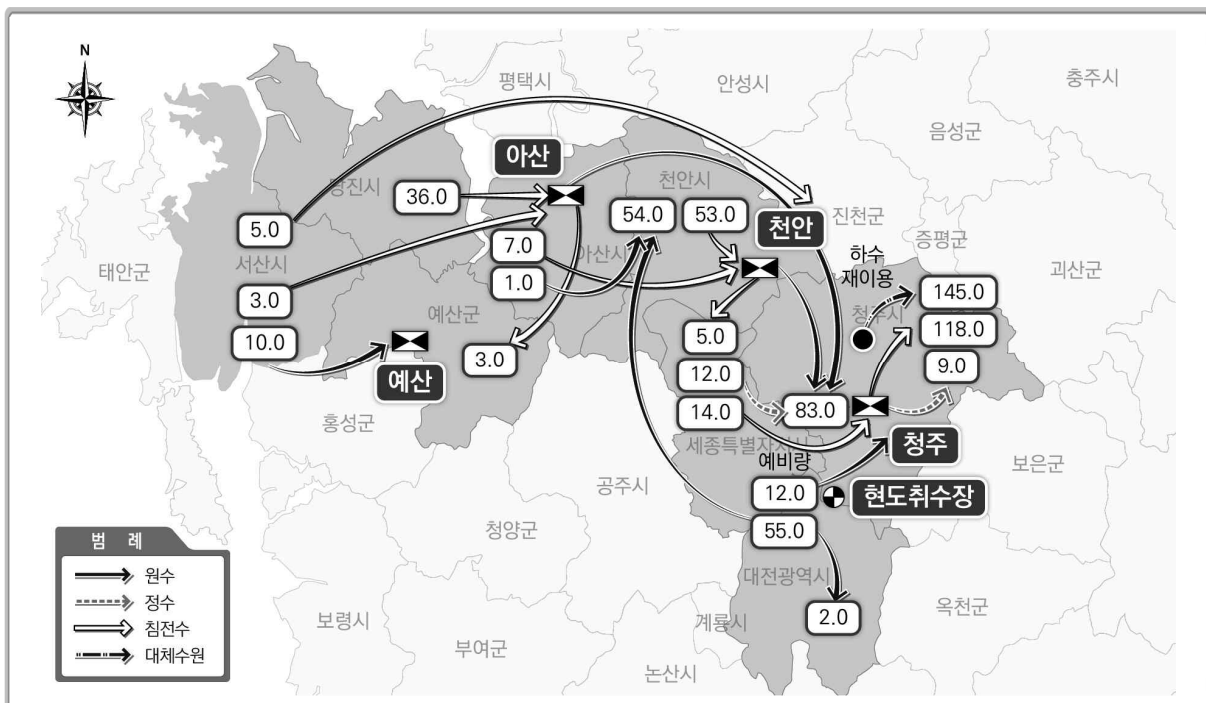 N
평택시
안성시
충주시
음성군
아산
당진시
36.0
천안시
54.0
53.0
천안
진천군
증평군
5.0
서산시
7.0
아산시
하수
재이용
괴산군
태안군
3.0
1.0
145.0
청주시
118.0
10.0
예산군
3.0
5.0
9.0
예산
12.0
14.0
83.0
홍성군
세종특별자치시
청주
예비량
보은군
공주시
12.0
현도취수장
청양군
55.0
범 례
원수
정수
침전수
대체수원
대전광역시
보령시
계룡시
2.0
옥천군
부여군
논산시